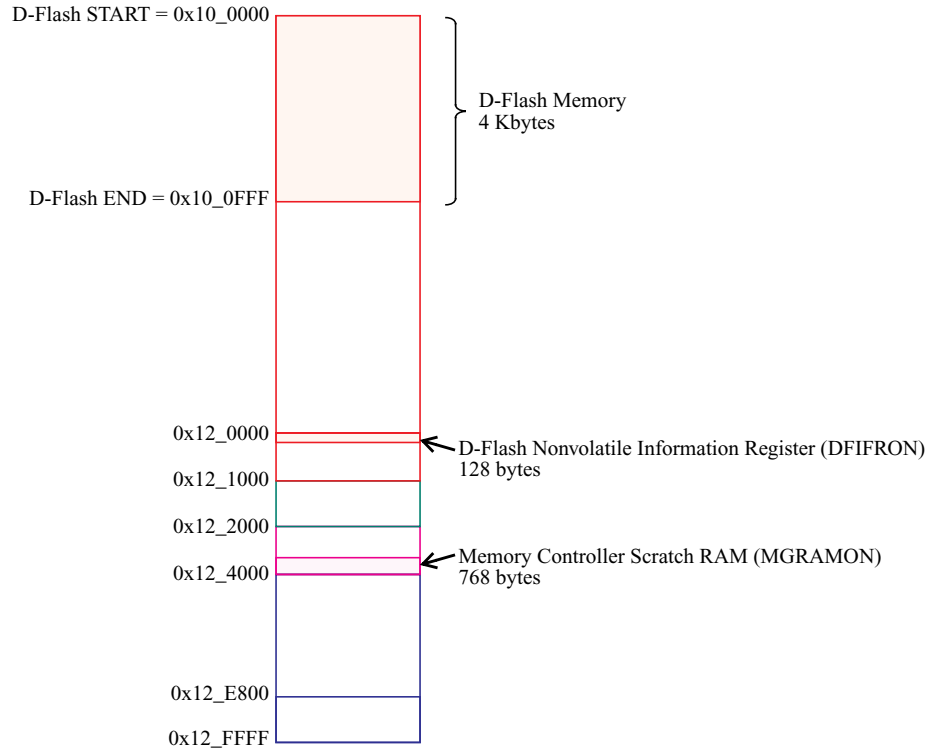 D-Flash START = 0x10_0000
D-Flash Memory
4 Kbytes
D-Flash END = 0x10_0FFF
0x12_0000
D-Flash Nonvolatile Information Register (DFIFRON)
128 bytes
0x12_1000
0x12_2000
Memory Controller Scratch RAM (MGRAMON)
768 bytes
0x12_4000
0x12_E800
0x12_FFFF